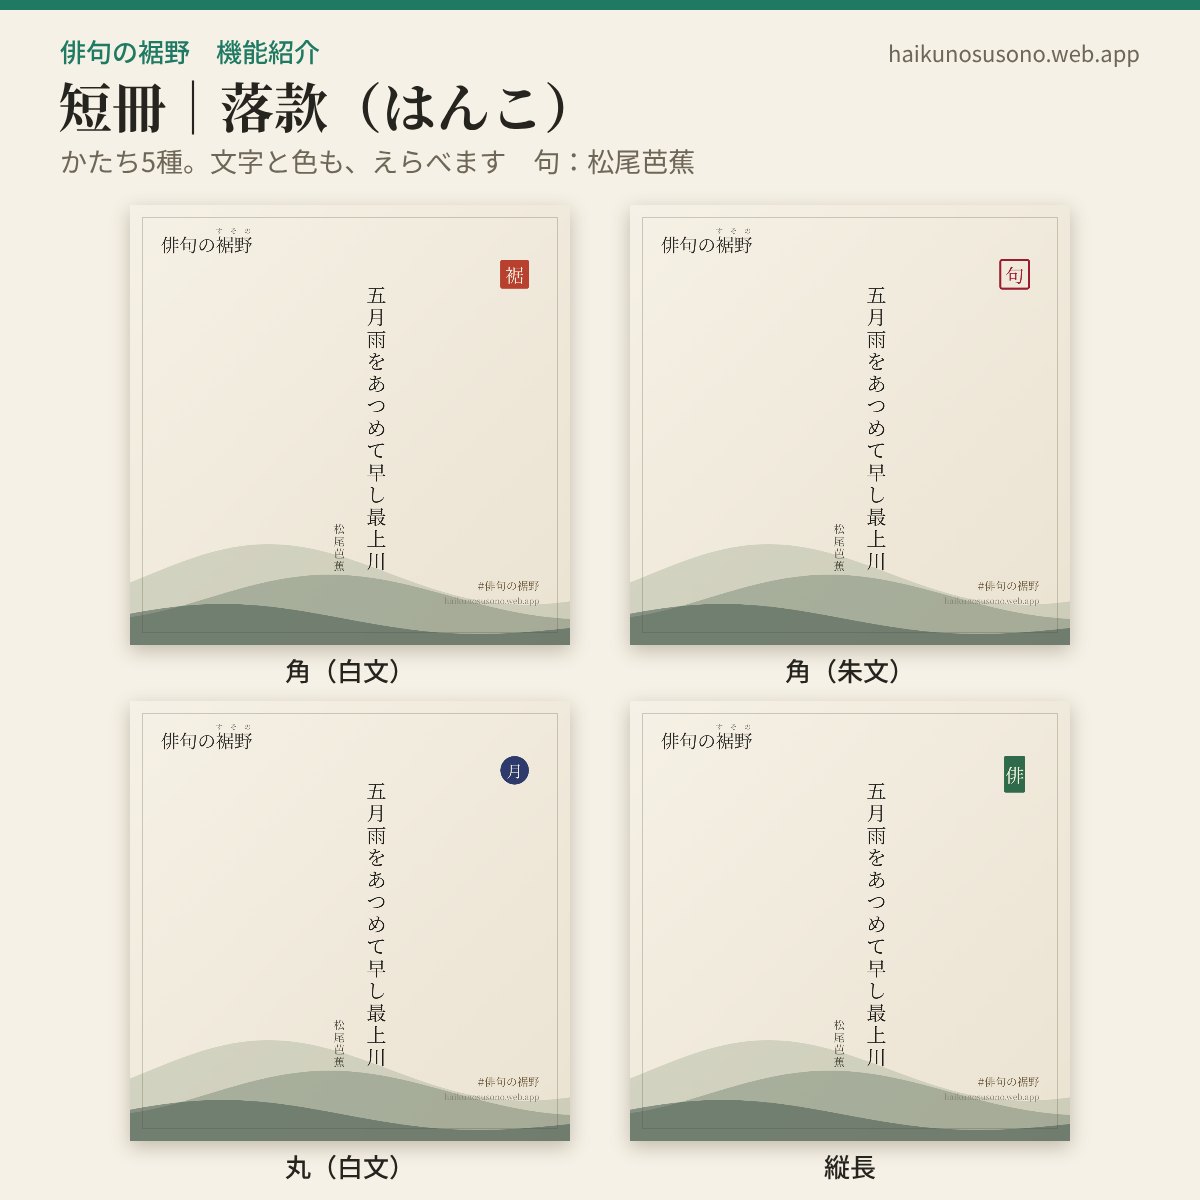 俳句の裾野　機能紹介
haikunosusono.web.app
短冊｜落款（はんこ）
かたち5種。文字と色も、えらべます　句：松尾芭蕉
すその
俳句の裾野
裾
五月雨をあつめて早し最上川
松尾芭蕉
#俳句の裾野
haikunosusono.web.app
角（白文）
すその
俳句の裾野
句
五月雨をあつめて早し最上川
松尾芭蕉
#俳句の裾野
haikunosusono.web.app
角（朱文）
すその
俳句の裾野
月
五月雨をあつめて早し最上川
松尾芭蕉
#俳句の裾野
haikunosusono.web.app
丸（白文）
すその
俳句の裾野
俳
五月雨をあつめて早し最上川
松尾芭蕉
#俳句の裾野
haikunosusono.web.app
縦長